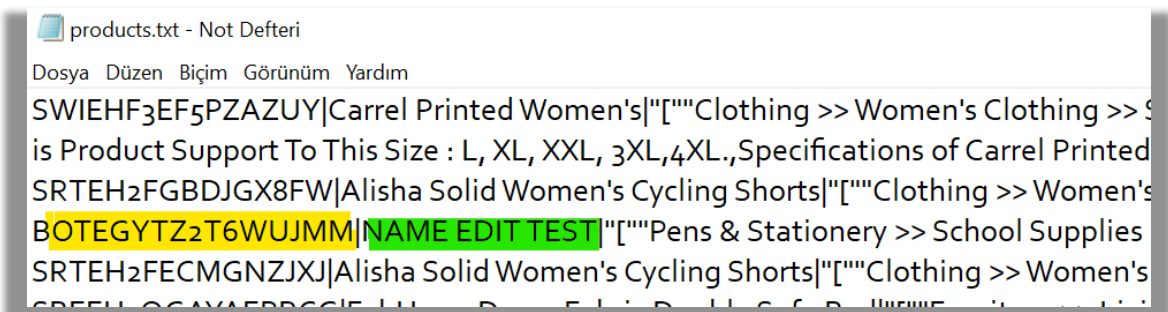 products.txt - Not Defteri
Dosya Düzen Biçim Görünüm Yardım
SWIEHF3EF5PZAZUY|Carrel Printed Women's|"[""Clothing >> Women's Clothing >>
is Product Support To This Size : L, XL, XXL, 3XL,4XL.,Specifications of Carrel Printed
SRTEH2FGBDJGX8FW|Alisha Solid Women's Cycling Shorts|"[""Clothing >> Women's
BOTEGYTZ2T6WUJMM|NAME EDIT TEST|"[""Pens & Stationery >> School Supplies
SRTEH2FECMGNZJXJ|Alisha Solid Women's Cycling Shorts|"[""Clothing >> Women's